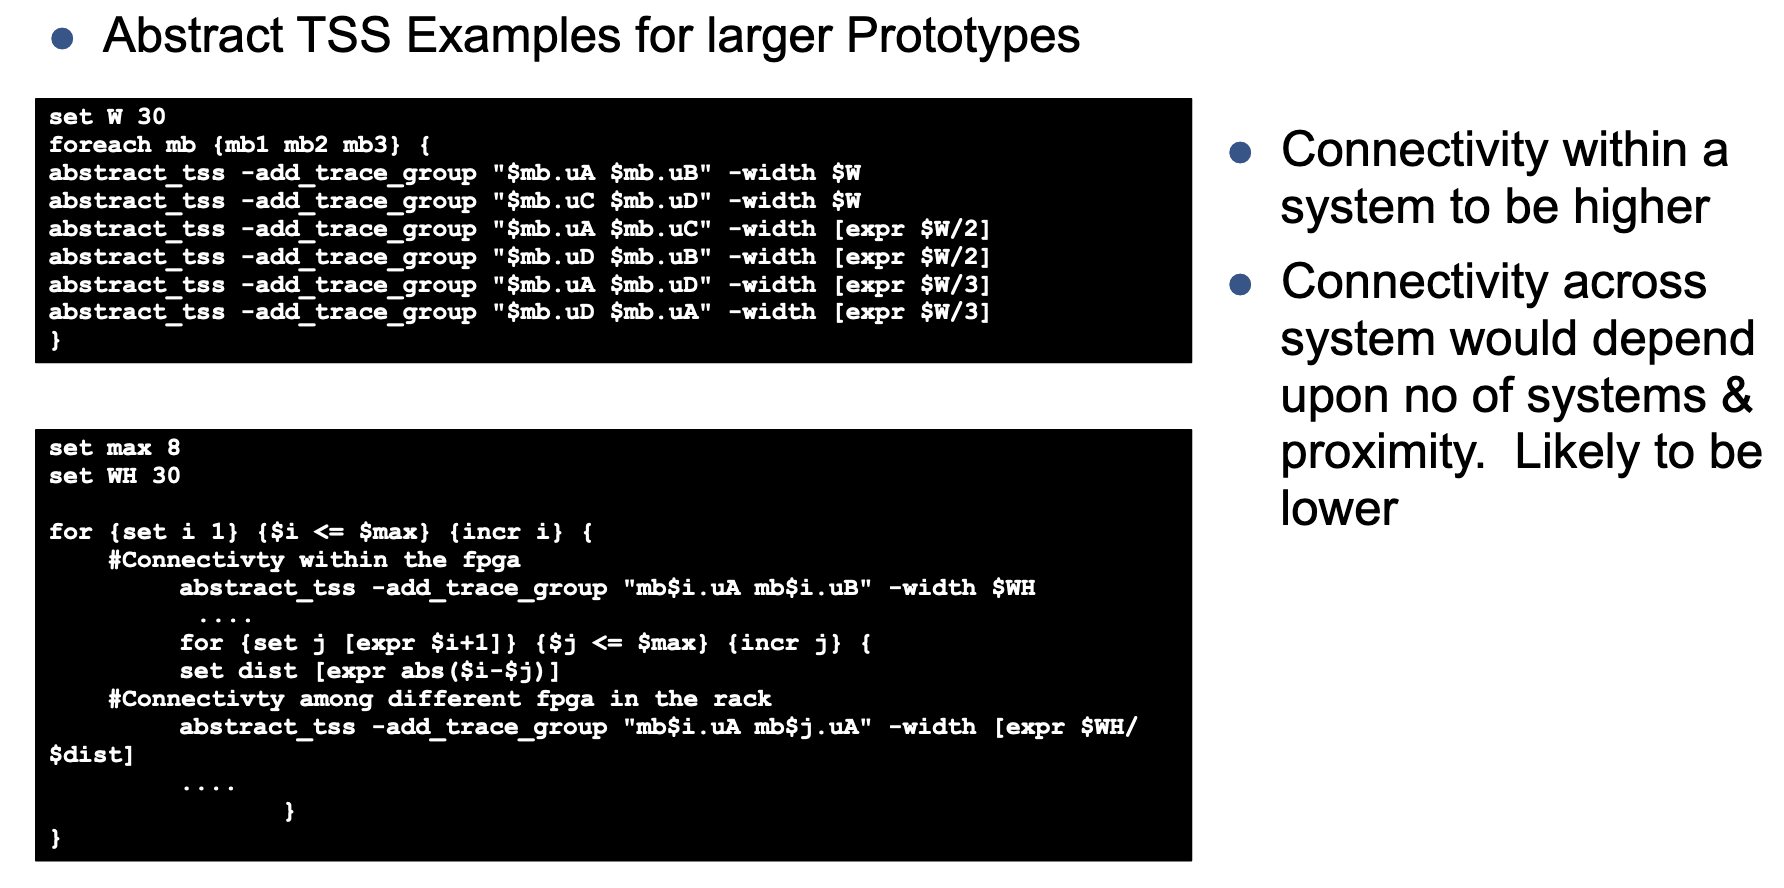 • Abstract TSS Examples for larger Prototypes
set W 30
foreach mb {mb1 mb2 mb3} {
abstract_tss -add_trace_group "$mb.uA $mb.uB" -width $W
abstract_tss -add_trace_group "$mb.uC $mb.uD" -width $W
abstract_tss -add_trace_group "$mb.uA $mb.uC" -width [expr $W/2]
abstract_tss -add_trace_group "$mb.uD $mb.uB" -width [expr $W/2]
abstract_tss -add_trace_group "$mb.uA $mb.uD" -width [expr $W/3]
abstract_tss -add_trace_group "$mb.uD $mb.uA" -width [expr $W/3]
}
set max 8
set WH 30
for {set i 1} {$i <= $max} {incr i} {
#Connectivty within the fpga
abstract_tss -add_trace_group "mb$i.uA mb$i.uB" -width $WH
....
for {set j [expr $i+1]} {$j <= $max} {incr j} {
set dist [expr abs($i-$j)]
#Connectivty among different fpga in the rack
abstract_tss -add_trace_group "mb$i.uA mb$j.uA" -width [expr $WH/
$dist]
....
}
}
• Connectivity within a
system to be higher
• Connectivity across
system would depend
upon no of systems &
proximity. Likely to be
lower